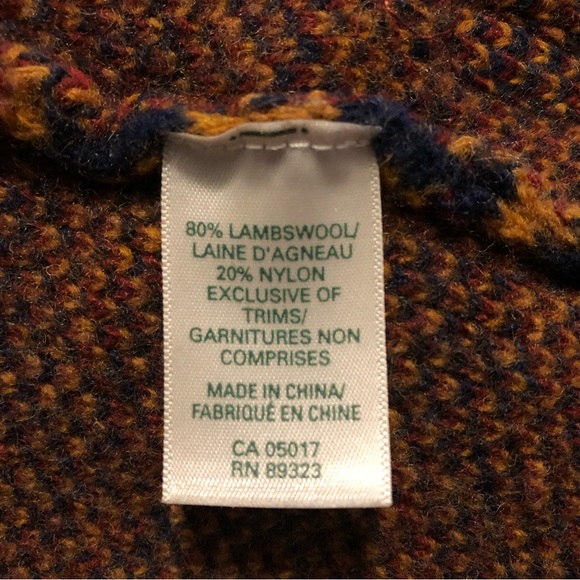 80% LAMBSWOOL/
LAINE D'AGNEAU
20% NYLON
EXCLUSIVE OF
TRIMS/
GARNITURES NON
COMPRISES
MADE IN CHINA/
FABRIQUÉ EN CHINE
CA 05017
RN 89323